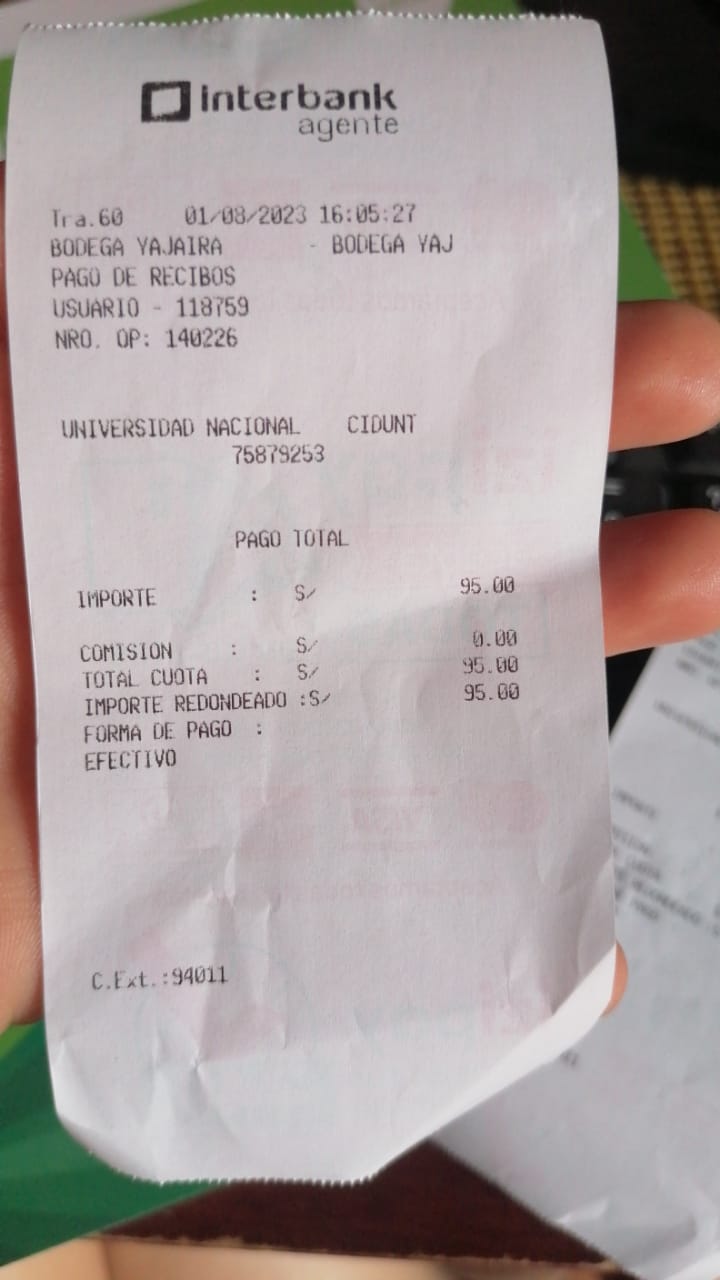 interbank
agente
Tra.60 01/08/2023 16:05:27
BODEGA YAJAIRA - BODEGA YAJ
PAGO DE RECIBOS
USUARIO - 118759
NRO. OP: 140226
UNIVERSIDAD NACIONAL CIDUNT
75879253
PAGO TOTAL
IMPORTE : S/ 95.00
COMISION : S/ 0.00
TOTAL CUOTA : S/ 95.00
IMPORTE REDONDEADO :S/ 95.00
FORMA DE PAGO :
EFECTIVO
C.Ext.:94011